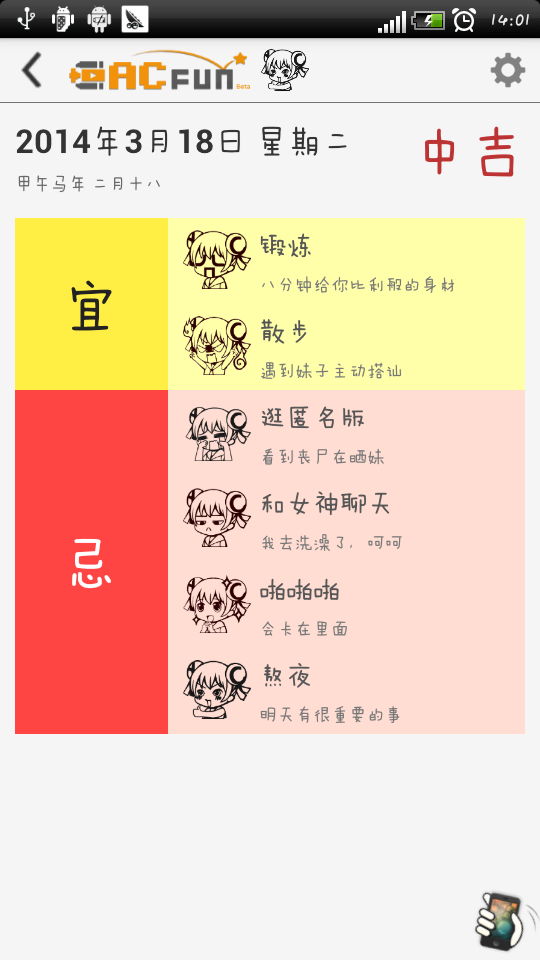 14:01
ACFUN Beta
2014年3月18日 星期二
中吉
甲午马年 二月十八
宜
锻炼
八分钟给你比利般的身材
散步
遇到妹子主动搭讪
忌
逛匿名版
看到丧尸在晒妹
和女神聊天
我去洗澡了，呵呵
啪啪啪
会卡在里面
熬夜
明天有很重要的事